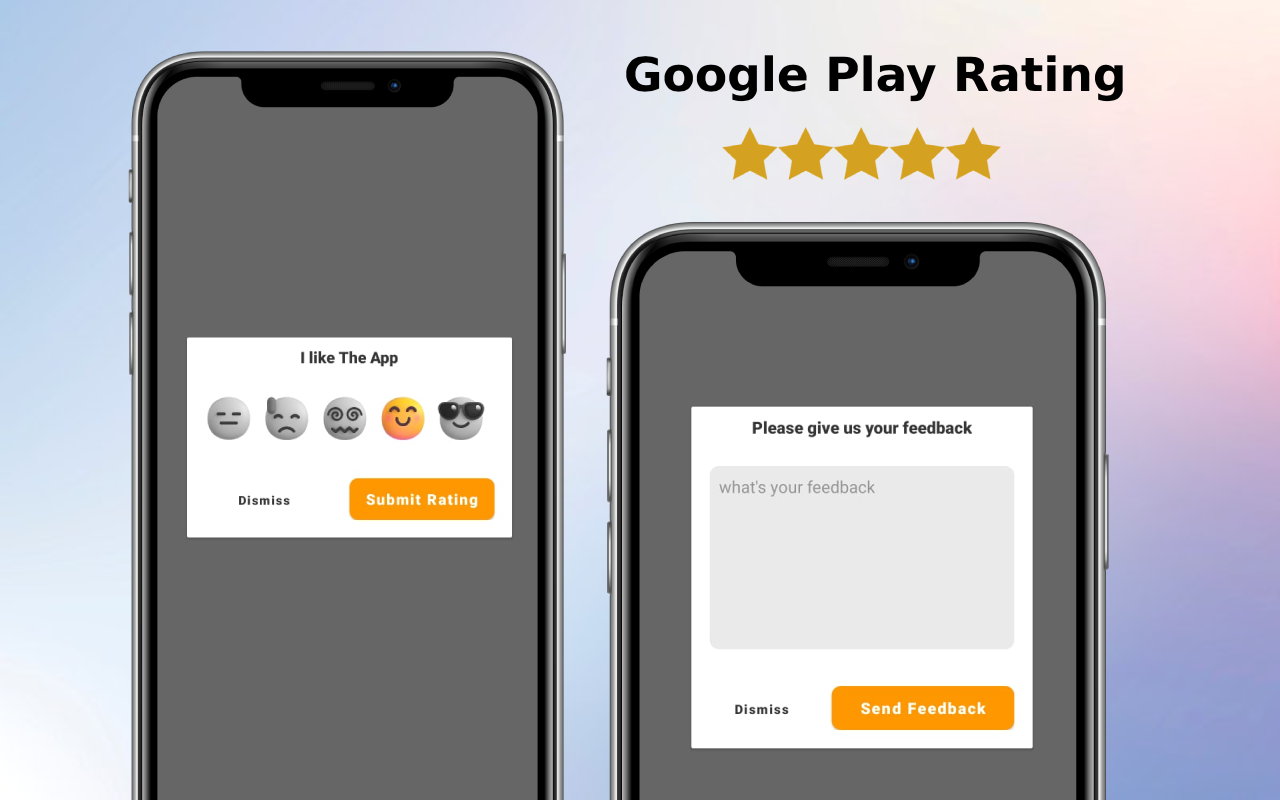 Google Play Rating
I like The App
Dismiss
Submit Rating
Please give us your feedback
what's your feedback
Dismiss
Send Feedback